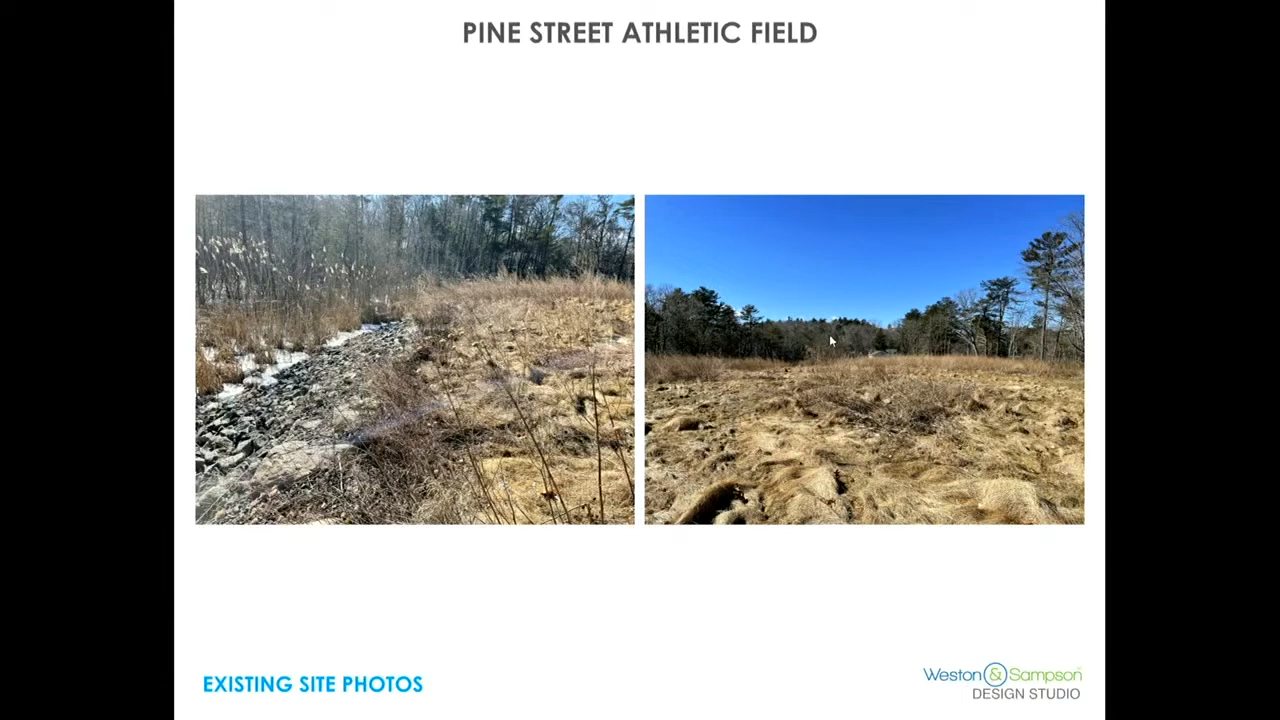 PINE STREET ATHLETIC FIELD
EXISTING SITE PHOTOS
Weston & Sampson
DESIGN STUDIO